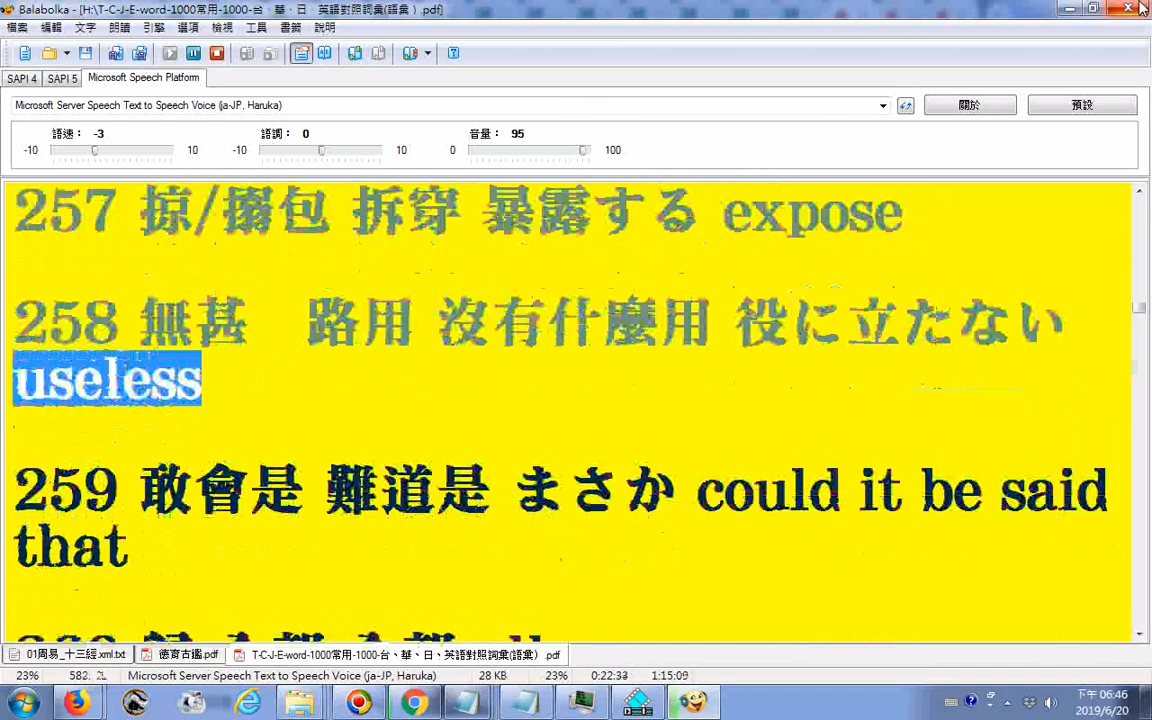 Balabolka - [H:\T-C-J-E-word-1000常用-1000-台、華、日、英語對照詞彙(語彙）.pdf]
檔案 編輯 文字 朗讀 引擎 選項 檢視 工具 書籤 說明
SAPI 4 SAPI 5 Microsoft Speech Platform
Microsoft Server Speech Text to Speech Voice (ja-JP, Haruka) 關於 預設
語速： -3 語調： 0 音量： 95
-10 10 -10 10 0 100
257 掠/搦包 拆穿 暴露する expose
258 無甚 路用 沒有什麼用 役に立たない
useless
259 敢會是 難道是 まさか could it be said
that
01周易_十三經.xml.txt 德育古鑑.pdf T-C-J-E-word-1000常用-1000-台、華、日、英語對照詞彙(語彙）.pdf
23% Microsoft Server Speech Text to Speech Voice (ja-JP, Haruka) 28 KB 23% 0:22:33 1:15:09
下午 06:46
2019/6/20